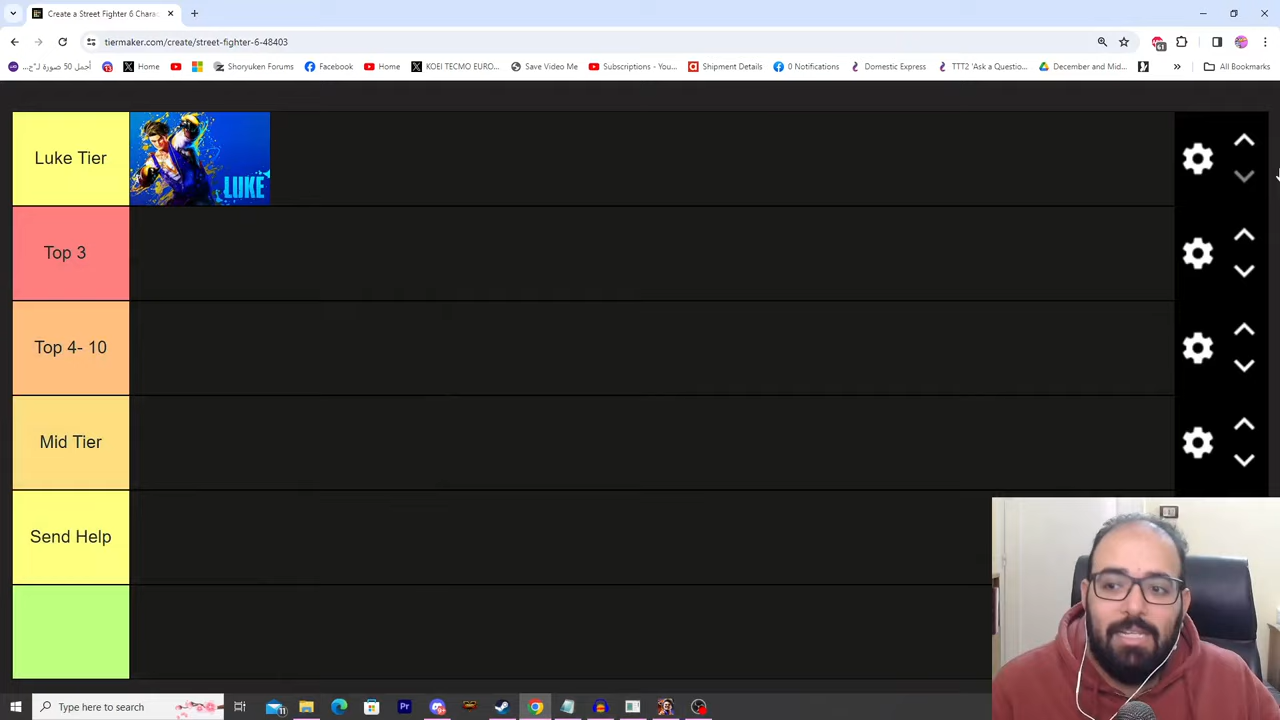 Create a Street Fighter 6 Charac
tiermaker.com/create/street-fighter-6-48403
61
أحمل 50 صورة لـ"ج...
Home
Shoryuken Forums
Facebook
Home
KOEI TECMO EURO...
Save Video Me
Subscriptions - You...
Shipment Details
0 Notifications
Domestic Express
TTT2 'Ask a Questio...
December and Mid...
All Bookmarks
Luke Tier
LUKE
Top 3
Top 4- 10
Mid Tier
Send Help
Type here to search